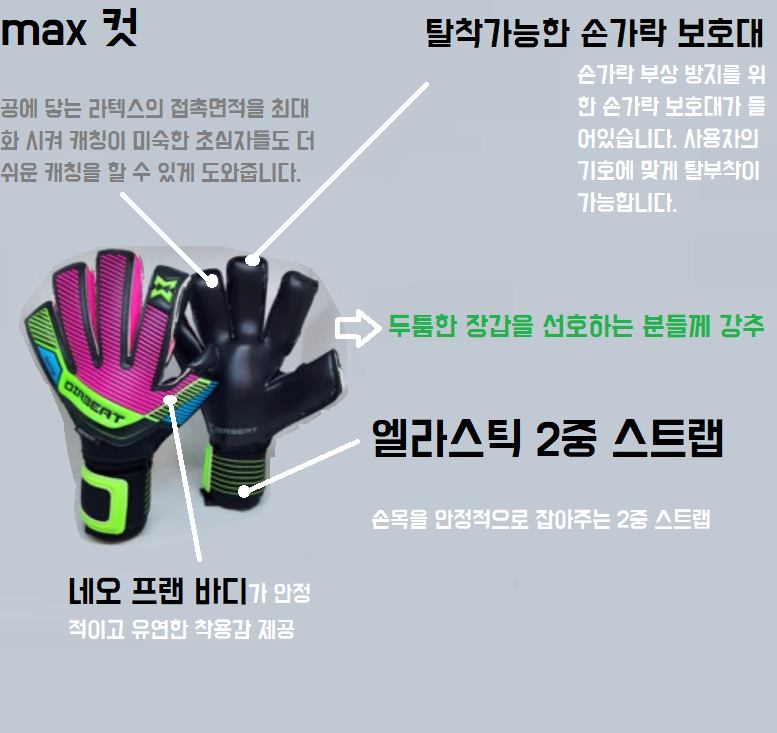 max 컷
공에 닿는 라텍스의 접촉면적을 최대
화 시켜 캐칭이 미숙한 초심자들도 더
쉬운 캐칭을 할 수 있게 도와줍니다.
탈착가능한 손가락 보호대
손가락 부상 방지를 위
한 손가락 보호대가 들
어있습니다. 사용자의
기호에 맞게 탈부착이
가능합니다.
두툼한 장갑을 선호하는 분들께 강추
엘라스틱 2중 스트랩
손목을 안정적으로 잡아주는 2중 스트랩
네오 프랜 바디가 안정
적이고 유연한 착용감 제공